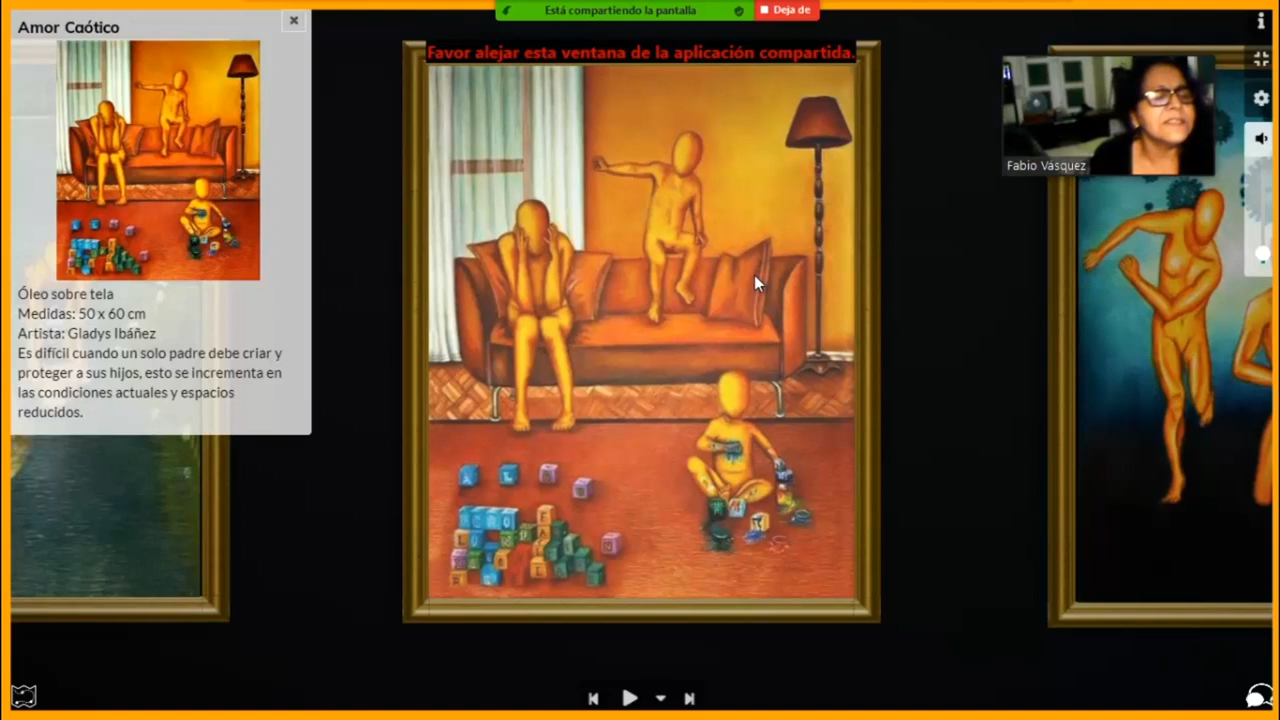 Está compartiendo la pantalla
Deja de
Amor Caótico
Favor alejar esta ventana de la aplicación compartida.
Fabio Vásquez
Óleo sobre tela
Medidas: 50 x 60 cm
Artista: Gladys Ibáñez
Es difícil cuando un solo padre debe criar y
proteger a sus hijos, esto se incrementa en
las condiciones actuales y espacios
reducidos.